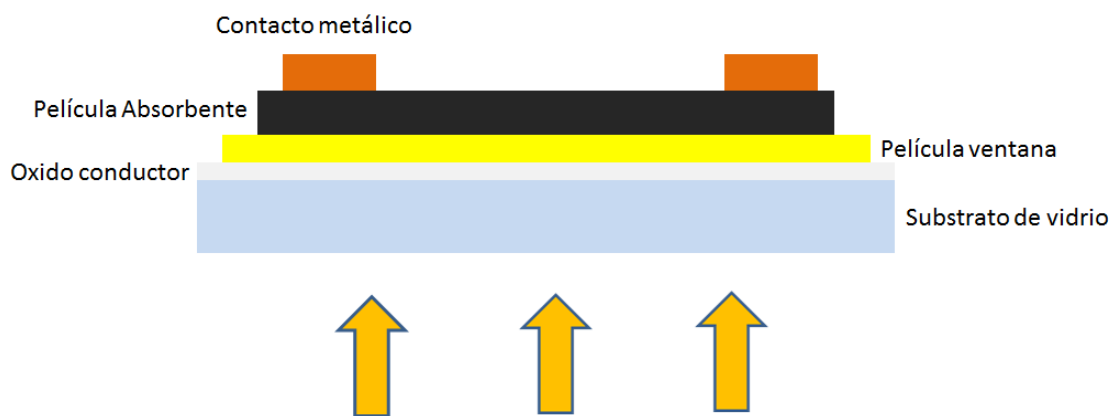 Contacto metálico
Película Absorbente
Película ventana
Oxido conductor
Substrato de vidrio